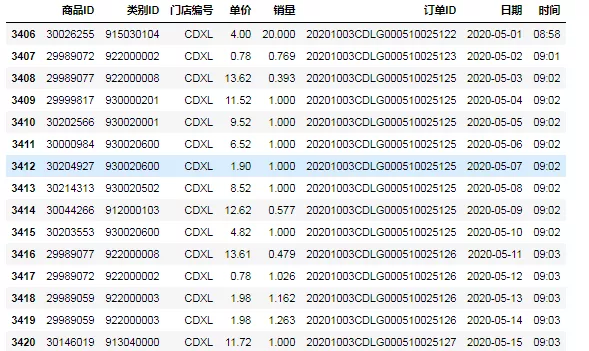 商品ID 类别ID 门店编号 单价 销量 订单ID 日期 时间
3406 30026255 915030104 CDXL 4.00 20.000 20201003CDLG000510025122 2020-05-01 08:58
3407 29989072 922000002 CDXL 0.78 0.769 20201003CDLG000510025123 2020-05-02 09:01
3408 29989077 922000008 CDXL 13.62 0.393 20201003CDLG000510025125 2020-05-03 09:02
3409 29999817 930000201 CDXL 11.52 1.000 20201003CDLG000510025125 2020-05-04 09:02
3410 30202566 930020001 CDXL 9.52 1.000 20201003CDLG000510025125 2020-05-05 09:02
3411 30000984 930020600 CDXL 6.52 1.000 20201003CDLG000510025125 2020-05-06 09:02
3412 30204927 930020600 CDXL 1.90 1.000 20201003CDLG000510025125 2020-05-07 09:02
3413 30214313 930020502 CDXL 8.52 1.000 20201003CDLG000510025125 2020-05-08 09:02
3414 30044266 912000103 CDXL 12.62 0.577 20201003CDLG000510025125 2020-05-09 09:02
3415 30203553 930020600 CDXL 4.82 1.000 20201003CDLG000510025125 2020-05-10 09:02
3416 29989077 922000008 CDXL 13.61 0.479 20201003CDLG000510025126 2020-05-11 09:03
3417 29989072 922000002 CDXL 0.78 1.026 20201003CDLG000510025126 2020-05-12 09:03
3418 29989059 922000003 CDXL 1.98 1.162 20201003CDLG000510025126 2020-05-13 09:03
3419 29989059 922000003 CDXL 1.98 1.263 20201003CDLG000510025126 2020-05-14 09:03
3420 30146019 913040000 CDXL 11.72 1.000 20201003CDLG000510025127 2020-05-15 09:03